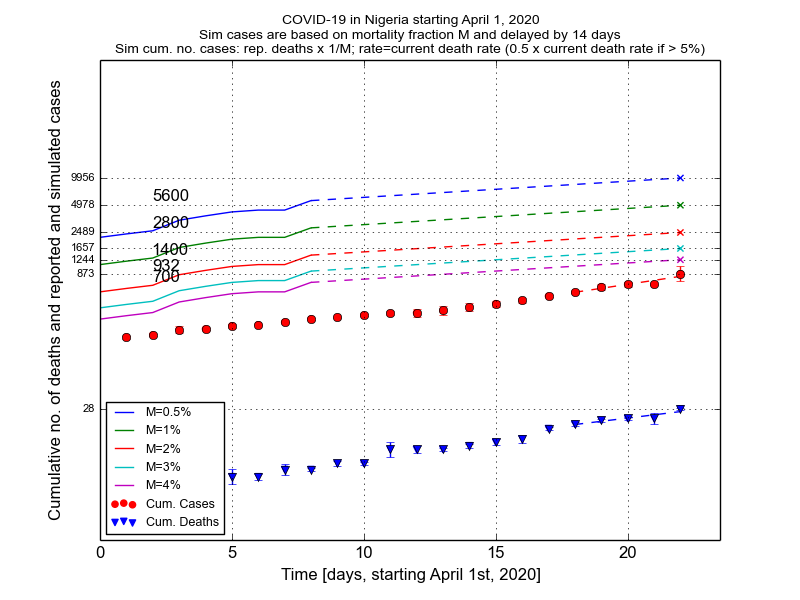 COVID-19 in Nigeria starting April 1, 2020
Sim cases are based on mortality fraction M and delayed by 14 days
Sim cum. no. cases: rep. deaths x 1/M; rate=current death rate (0.5 x current death rate if > 5%)
Cumulative no. of deaths and reported and simulated cases
9956
4978
2489
1657
1244
873
28
5600
2800
1400
932
700
M=0.5%
M=1%
M=2%
M=3%
M=4%
Cum. Cases
Cum. Deaths
0 5 10 15 20
Time [days, starting April 1st, 2020]